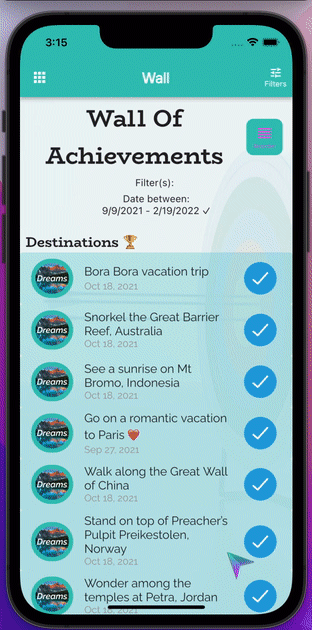 3:15
Wall
Filters
Wall Of
Achievements
Filter(s):
Date between:
9/9/2021 - 2/19/2022 ✓
Destinations 🏆
Dreams
Bora Bora vacation trip
Oct 18, 2021
Dreams
Snorkel the Great Barrier
Reef, Australia
Oct 18, 2021
Dreams
See a sunrise on Mt
Bromo, Indonesia
Oct 18, 2021
Dreams
Go on a romantic vacation
to Paris ❤️
Sep 27, 2021
Dreams
Walk along the Great Wall
of China
Oct 18, 2021
Dreams
Stand on top of Preacher's
Pulpit Preikestolen,
Norway
Oct 18, 2021
Dreams
Wonder among the
temples at Petra, Jordan
Oct 18, 2021